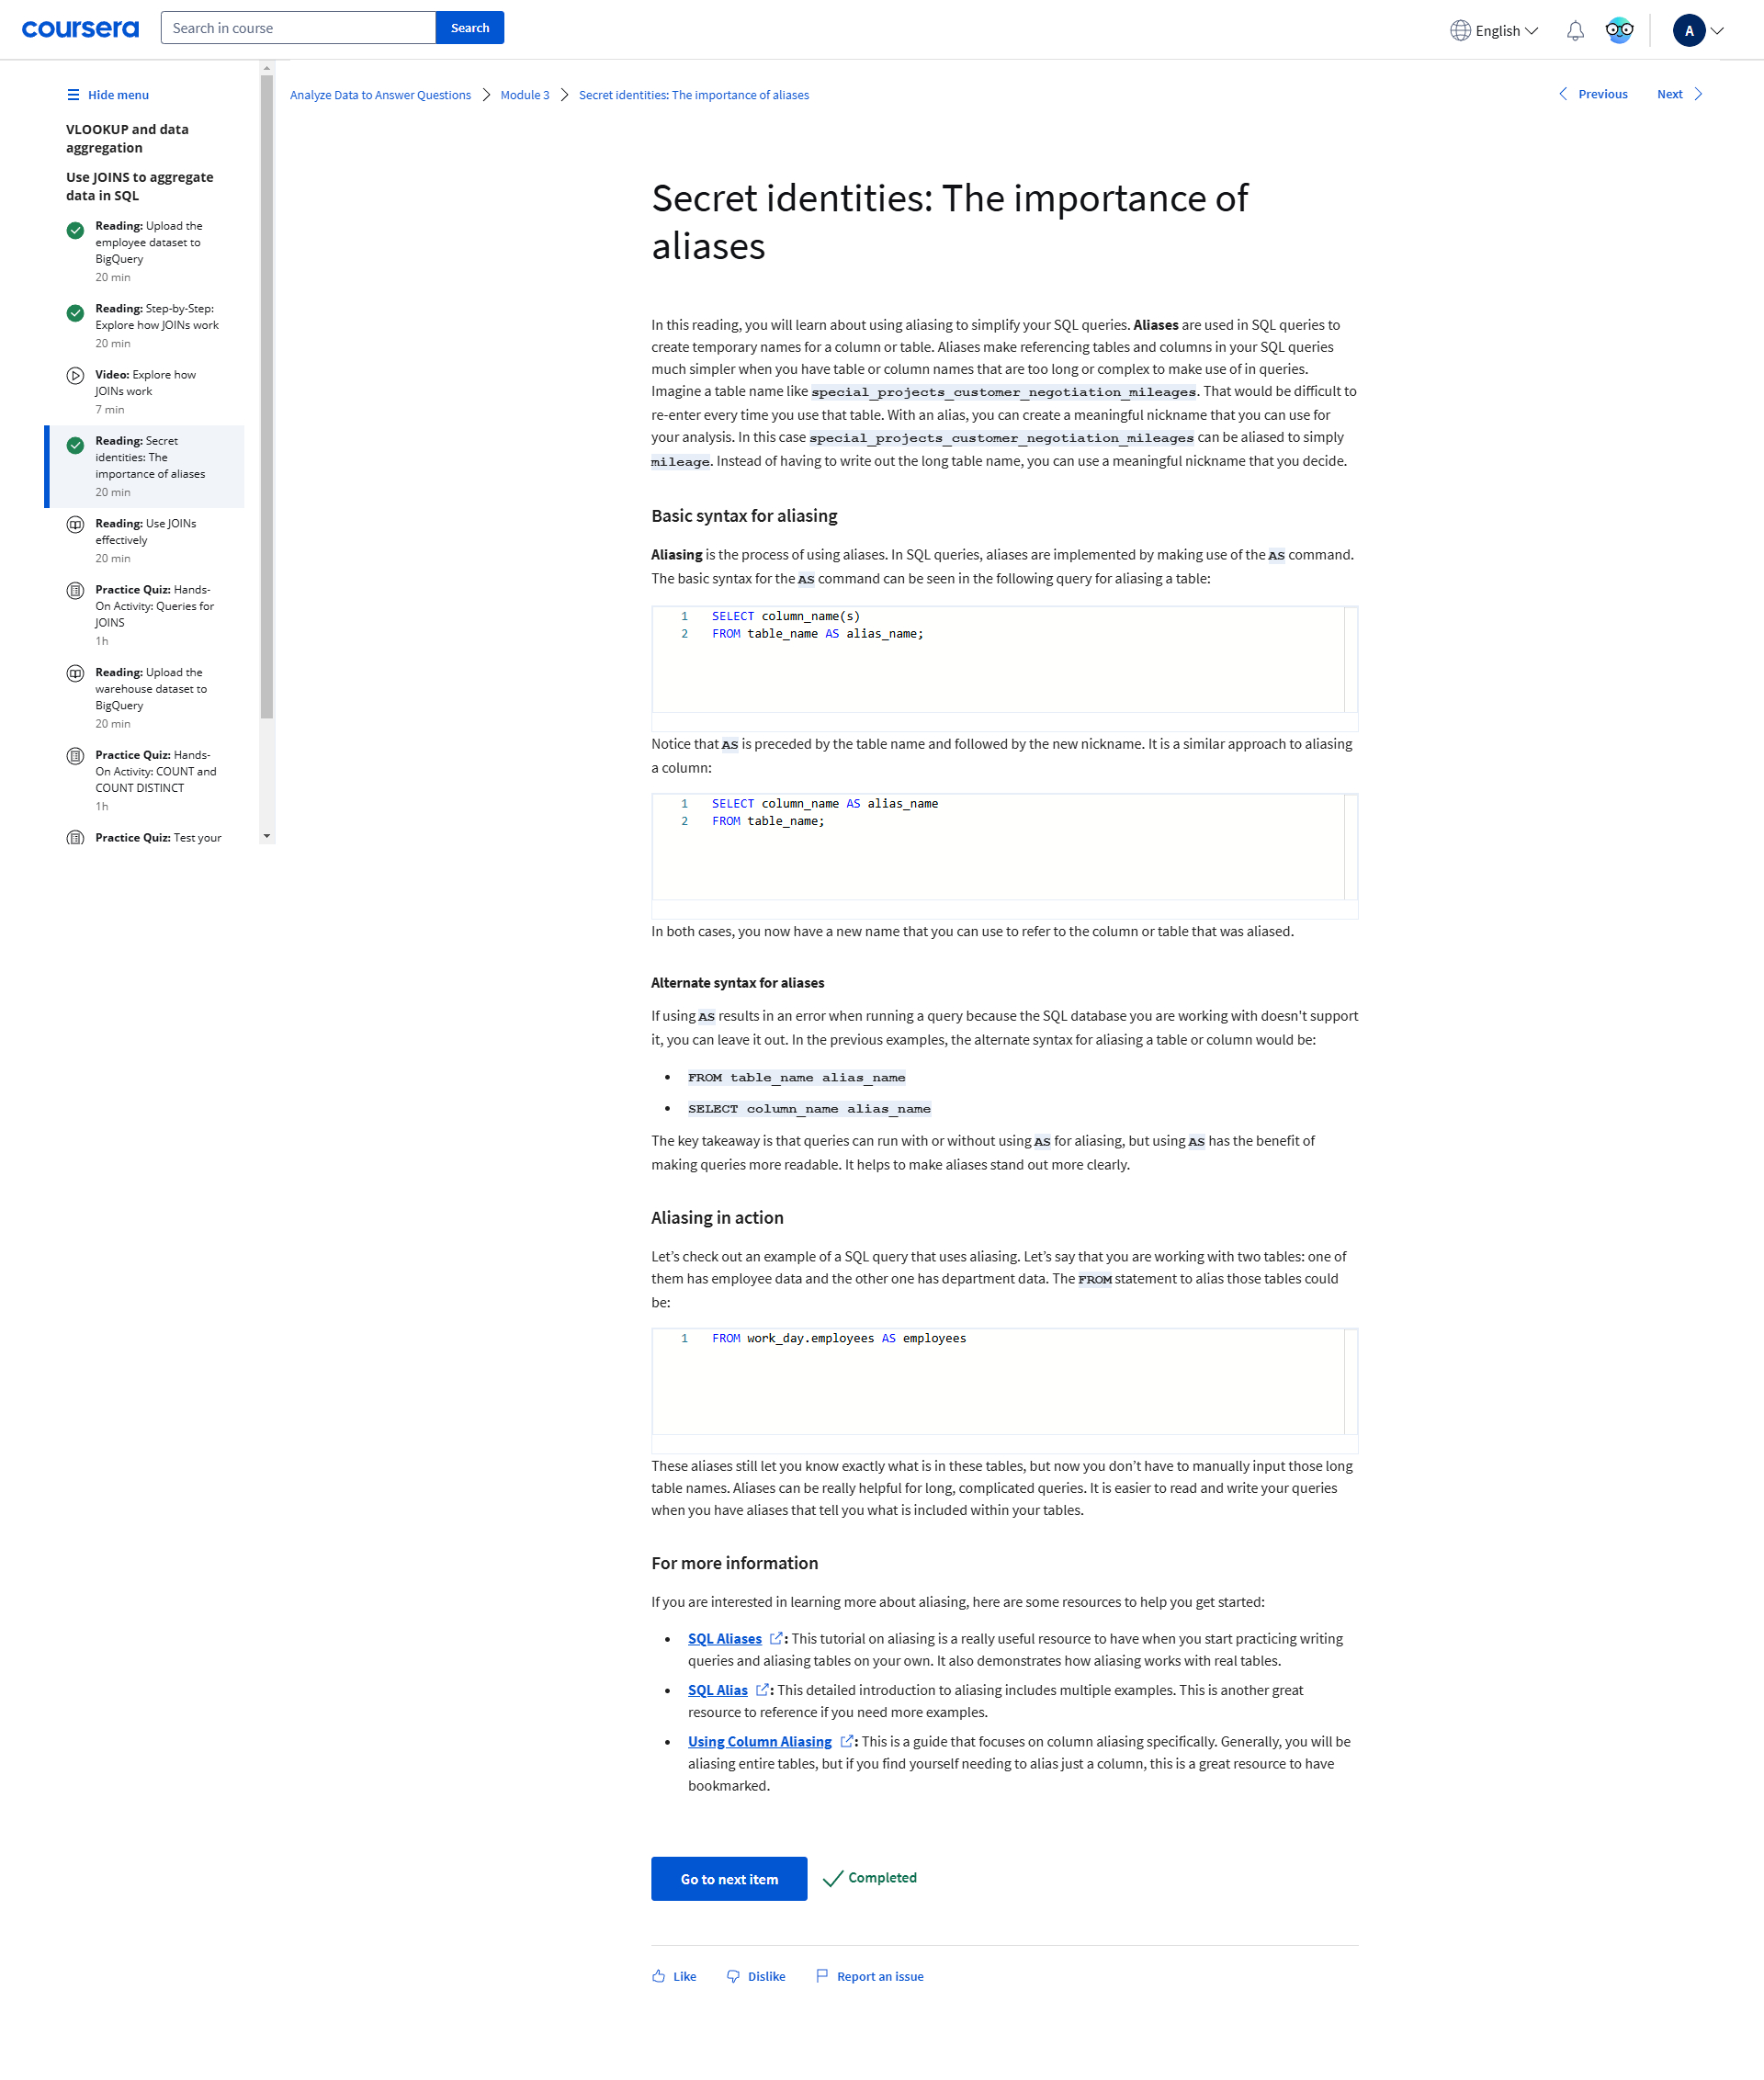 coursera
Search in course
Search
English
A
Hide menu
VLOOKUP and data
aggregation
Use JOINS to aggregate
data in SQL
Reading: Upload the
employee dataset to
BigQuery
20 min
Reading: Step-by-Step:
Explore how JOINs work
20 min
Video: Explore how
JOINs work
7 min
Reading: Secret
identities: The
importance of aliases
20 min
Reading: Use JOINs
effectively
20 min
Practice Quiz: Hands-
On Activity: Queries for
JOINS
1h
Reading: Upload the
warehouse dataset to
BigQuery
20 min
Practice Quiz: Hands-
On Activity: COUNT and
COUNT DISTINCT
1h
Practice Quiz: Test your
Analyze Data to Answer Questions
Module 3
Secret identities: The importance of aliases
Previous
Next
Secret identities: The importance of
aliases
In this reading, you will learn about using aliasing to simplify your SQL queries. Aliases are used in SQL queries to
create temporary names for a column or table. Aliases make referencing tables and columns in your SQL queries
much simpler when you have table or column names that are too long or complex to make use of in queries.
Imagine a table name like special_projects_customer_negotiation_mileages. That would be difficult to
re-enter every time you use that table. With an alias, you can create a meaningful nickname that you can use for
your analysis. In this case special_projects_customer_negotiation_mileages can be aliased to simply
mileage. Instead of having to write out the long table name, you can use a meaningful nickname that you decide.
Basic syntax for aliasing
Aliasing is the process of using aliases. In SQL queries, aliases are implemented by making use of the AS command.
The basic syntax for the AS command can be seen in the following query for aliasing a table:
1 SELECT column_name(s)
2 FROM table_name AS alias_name;
Notice that AS is preceded by the table name and followed by the new nickname. It is a similar approach to aliasing
a column:
1 SELECT column_name AS alias_name
2 FROM table_name;
In both cases, you now have a new name that you can use to refer to the column or table that was aliased.
Alternate syntax for aliases
If using AS results in an error when running a query because the SQL database you are working with doesn't support
it, you can leave it out. In the previous examples, the alternate syntax for aliasing a table or column would be:
• FROM table_name alias_name
• SELECT column_name alias_name
The key takeaway is that queries can run with or without using AS for aliasing, but using AS has the benefit of
making queries more readable. It helps to make aliases stand out more clearly.
Aliasing in action
Let’s check out an example of a SQL query that uses aliasing. Let’s say that you are working with two tables: one of
them has employee data and the other one has department data. The FROM statement to alias those tables could
be:
1 FROM work_day.employees AS employees
These aliases still let you know exactly what is in these tables, but now you don’t have to manually input those long
table names. Aliases can be really helpful for long, complicated queries. It is easier to read and write your queries
when you have aliases that tell you what is included within your tables.
For more information
If you are interested in learning more about aliasing, here are some resources to help you get started:
• SQL Aliases : This tutorial on aliasing is a really useful resource to have when you start practicing writing
queries and aliasing tables on your own. It also demonstrates how aliasing works with real tables.
• SQL Alias : This detailed introduction to aliasing includes multiple examples. This is another great
resource to reference if you need more examples.
• Using Column Aliasing : This is a guide that focuses on column aliasing specifically. Generally, you will be
aliasing entire tables, but if you find yourself needing to alias just a column, this is a great resource to have
bookmarked.
Go to next item
Completed
Like
Dislike
Report an issue